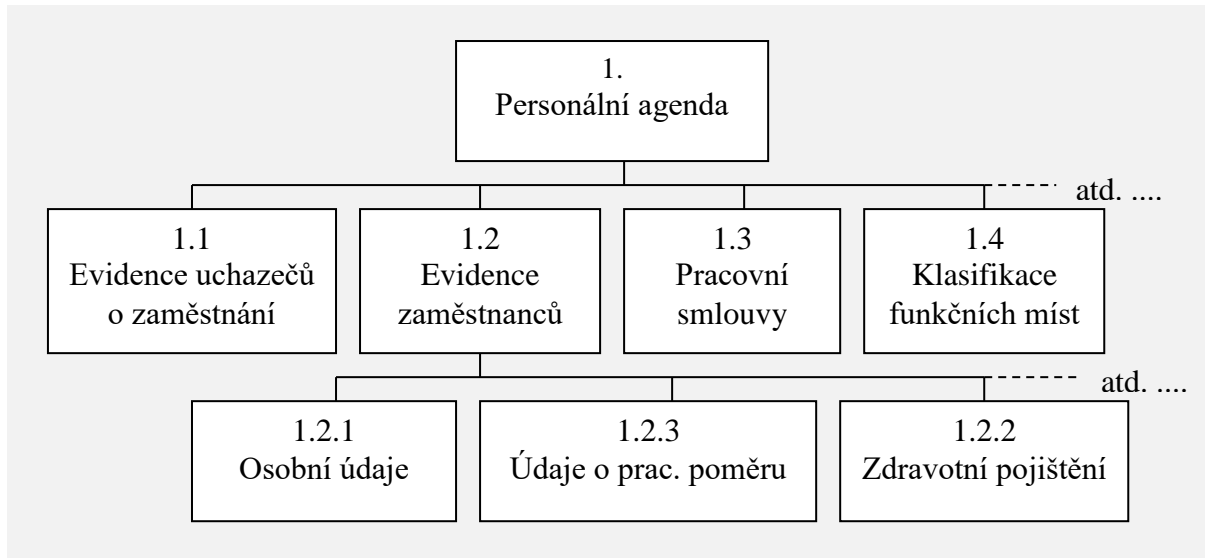 1.
Personální agenda
atd. ....
1.1
Evidence uchazečů
o zaměstnání
1.2
Evidence
zaměstnanců
1.3
Pracovní
smlouvy
1.4
Klasifikace
funkčních míst
atd. ....
1.2.1
Osobní údaje
1.2.3
Údaje o prac. poměru
1.2.2
Zdravotní pojištění